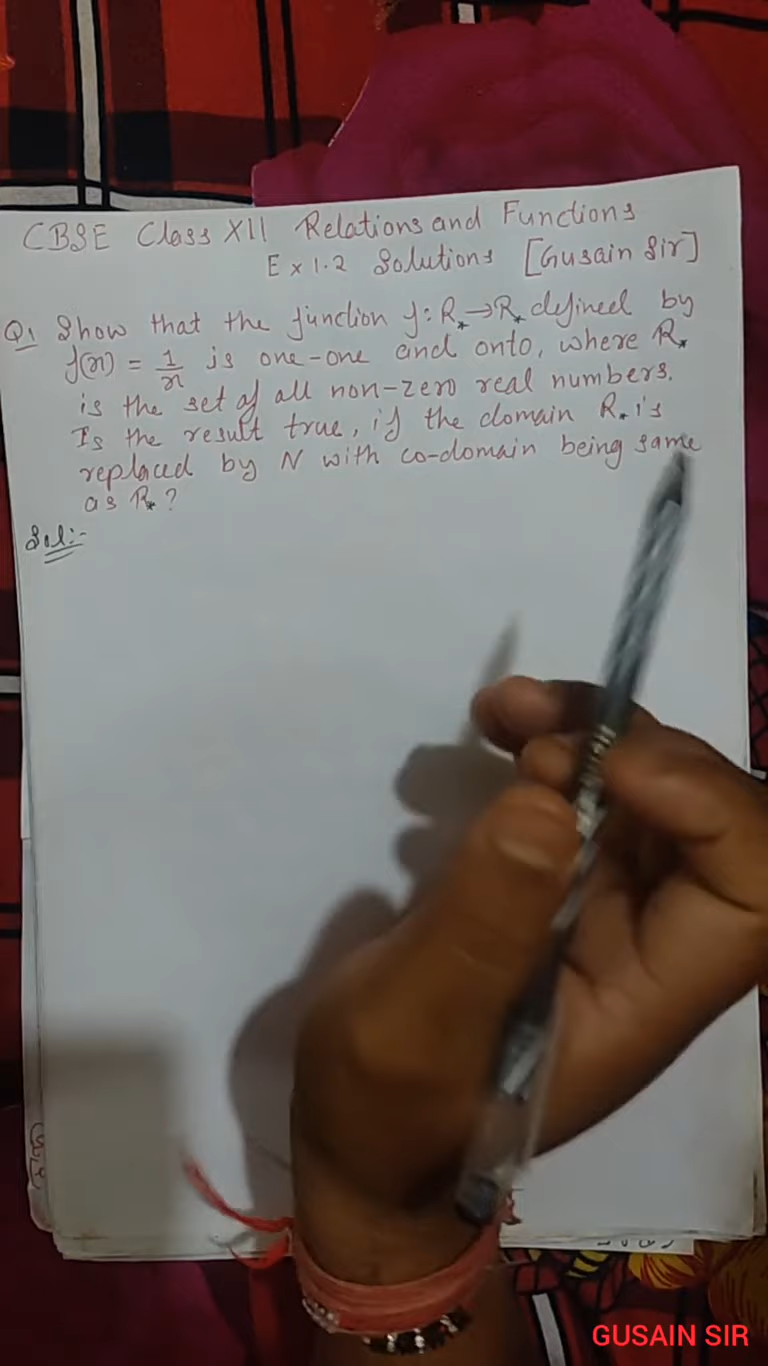 CBSE Class XII Relations and Functions
Ex 1.2 Solutions [Gusain Sir]
Q1 Show that the function f: R* → R* defined by
f(x) = 1/x is one-one and onto, where R*
is the set of all non-zero real numbers.
Is the result true, if the domain R* is
replaced by N with co-domain being same
as R*?
Sol:-
GUSAIN SIR